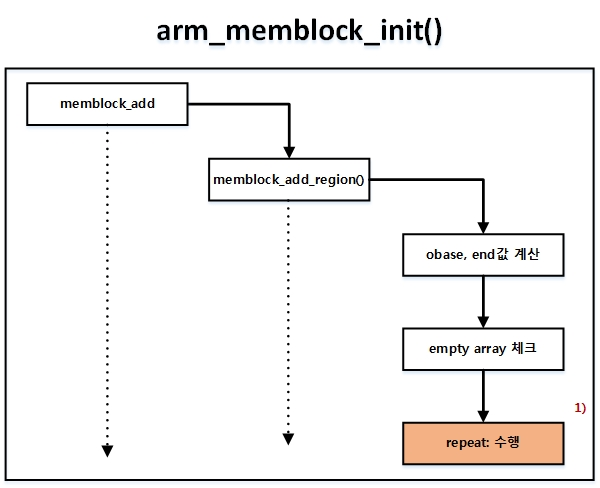 arm_memblock_init()
memblock_add
memblock_add_region()
obase, end값 계산
empty array 체크
1)
repeat: 수행